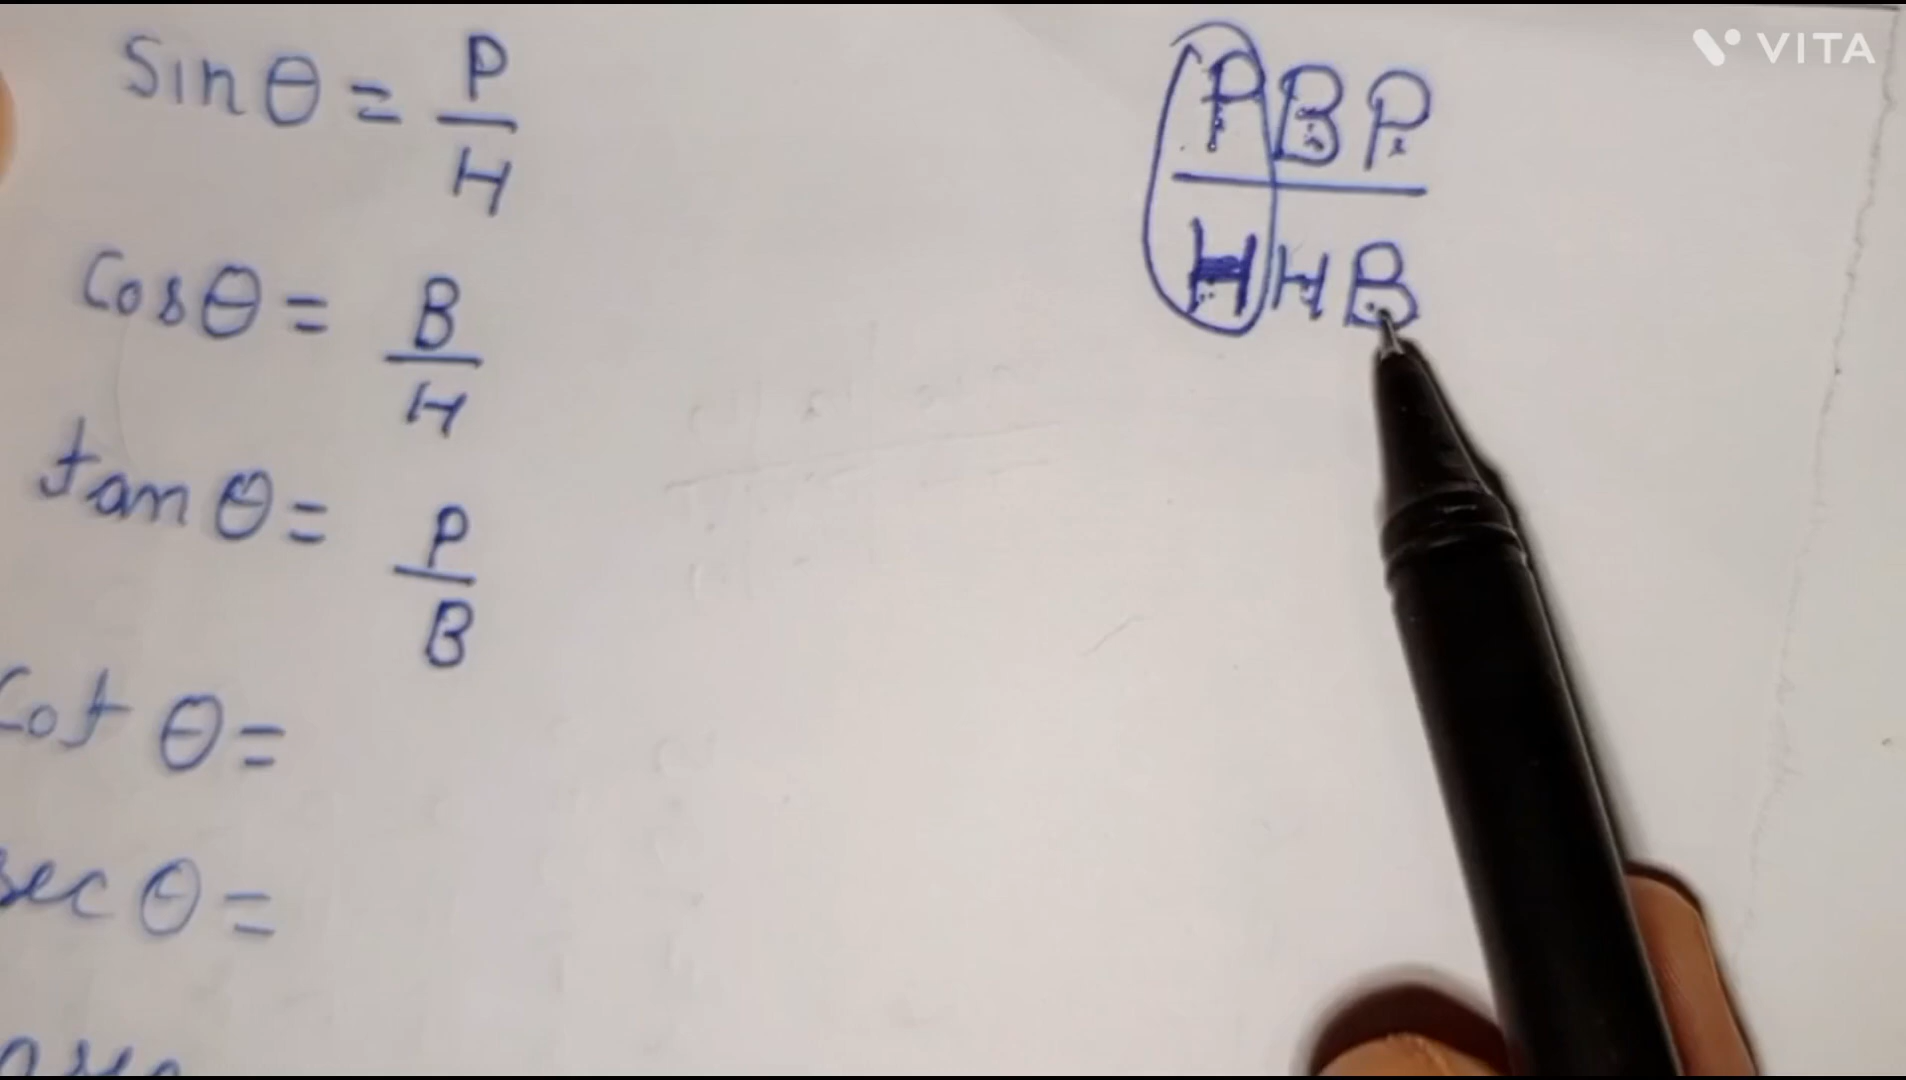 sin θ = P/H
cos θ = B/H
tan θ = P/B
cot θ =
sec θ =
P B P
H H B
VITA